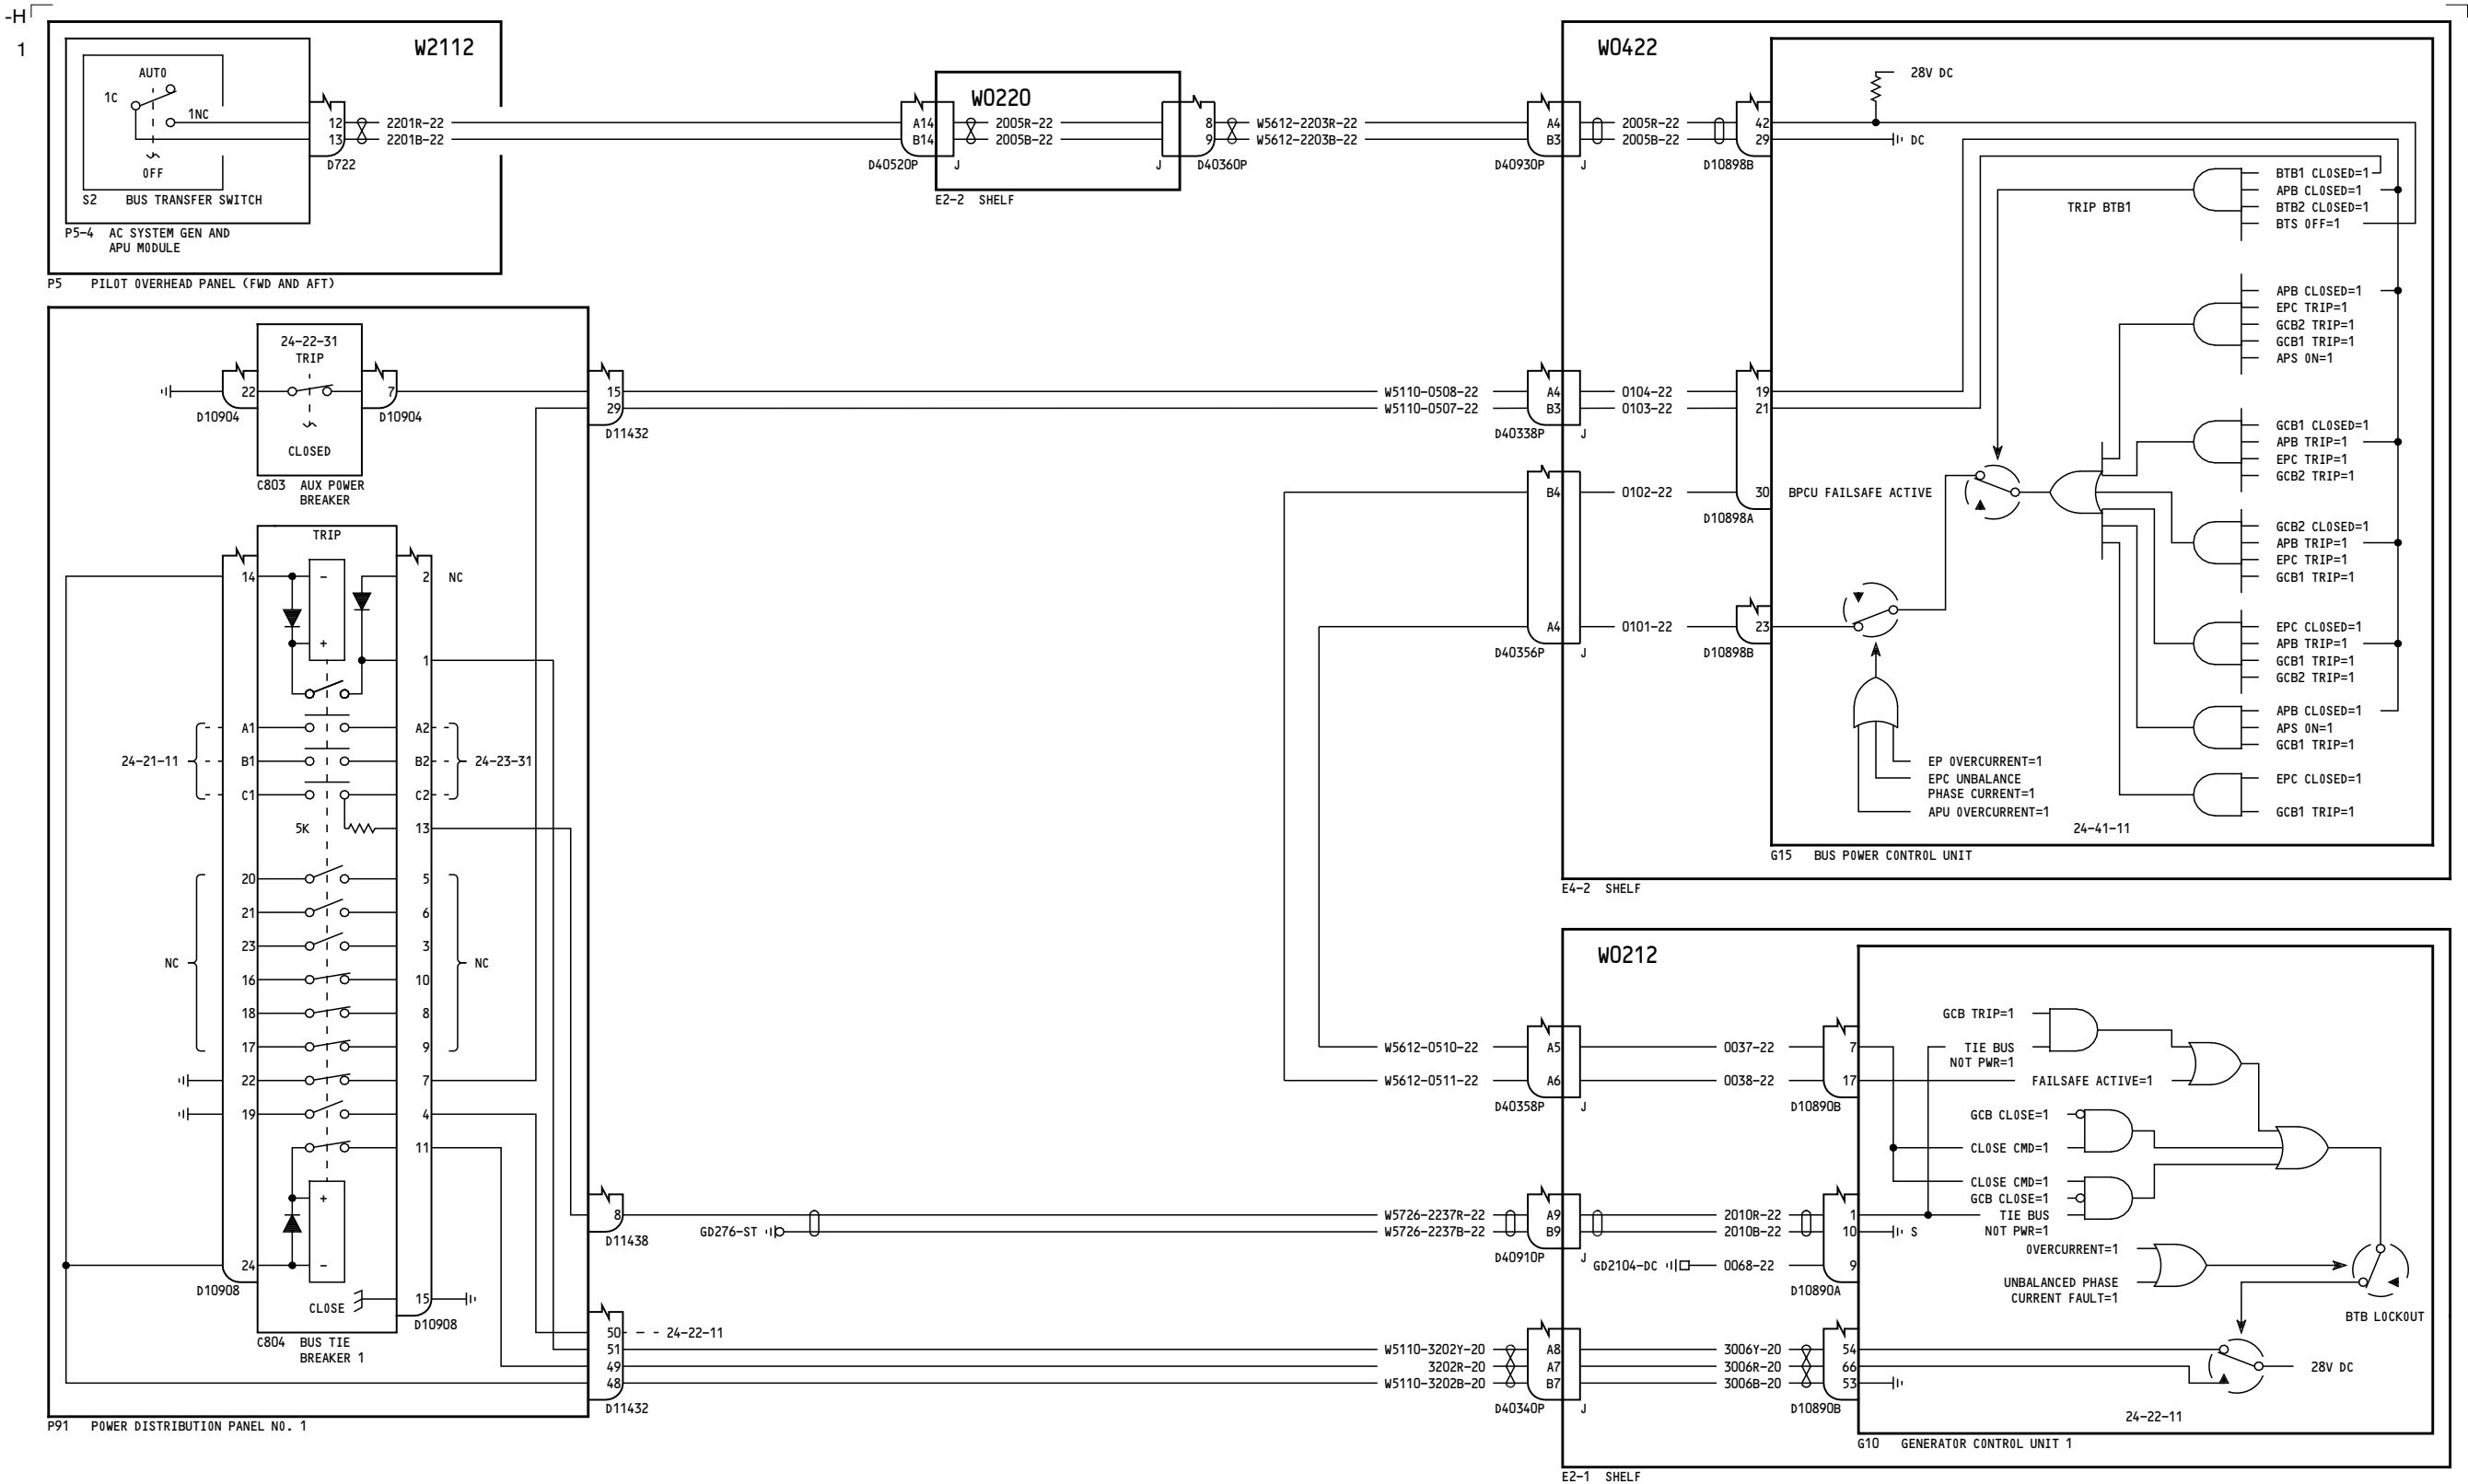 -H
1
W2112
AUTO
1C
1NC
OFF
S2 BUS TRANSFER SWITCH
P5-4 AC SYSTEM GEN AND
APU MODULE
P5 PILOT OVERHEAD PANEL (FWD AND AFT)
12 2201R-22
13 2201B-22
D722
A14
B14
D40520P J
W0220
2005R-22
2005B-22
E2-2 SHELF
J D40360P
8 W5612-2203R-22
9 W5612-2203B-22
A4
B3
D40930P J
W0422
2005R-22
2005B-22
42
29
D10898B
28V DC
DC
TRIP BTB1
BTB1 CLOSED=1
APB CLOSED=1
BTB2 CLOSED=1
BTS OFF=1
APB CLOSED=1
EPC TRIP=1
GCB2 TRIP=1
GCB1 TRIP=1
APS ON=1
GCB1 CLOSED=1
APB TRIP=1
EPC TRIP=1
GCB2 TRIP=1
GCB2 CLOSED=1
APB TRIP=1
EPC TRIP=1
GCB1 TRIP=1
EPC CLOSED=1
APB TRIP=1
GCB1 TRIP=1
GCB2 TRIP=1
APB CLOSED=1
APS ON=1
GCB1 TRIP=1
EPC CLOSED=1
GCB1 TRIP=1
24-22-31
TRIP
22
7
D10904
D10904
CLOSED
C803 AUX POWER
BREAKER
15
29
D11432
W5110-0508-22
W5110-0507-22
A4
B3
D40338P J
0104-22
0103-22
19
21
B4 0102-22 30
BPCU FAILSAFE ACTIVE
D10898A
A4 0101-22 23
D40356P J
D10898B
EP OVERCURRENT=1
EPC UNBALANCE
PHASE CURRENT=1
APU OVERCURRENT=1
24-41-11
G15 BUS POWER CONTROL UNIT
E4-2 SHELF
TRIP
14 - 2 NC
+
1
A1 A2
24-21-11 B1 B2 24-23-31
C1 C2
5K 13
20 5
21 6
23 3
NC NC
16 10
18 8
17 9
22 7
19 4
11
+
24 -
D10908
CLOSE 15
D10908
C804 BUS TIE
BREAKER 1
P91 POWER DISTRIBUTION PANEL NO. 1
8
D11438
GD276-ST
50 24-22-11
51
49
48
D11432
W0212
W5612-0510-22 A5 0037-22 7
W5612-0511-22 A6 0038-22 17
D40358P J D10890B
W5726-2237R-22 A9 2010R-22 1
W5726-2237B-22 B9 2010B-22 10 S
D40910P J
GD2104-DC 0068-22 9
D10890A
W5110-3202Y-20 A8 3006Y-20 54
3202R-20 A7 3006R-20 66
W5110-3202B-20 B7 3006B-20 53
D40340P J D10890B
GCB TRIP=1
TIE BUS
NOT PWR=1
FAILSAFE ACTIVE=1
GCB CLOSE=1
CLOSE CMD=1
CLOSE CMD=1
GCB CLOSE=1
TIE BUS
NOT PWR=1
OVERCURRENT=1
UNBALANCED PHASE
CURRENT FAULT=1
BTB LOCKOUT
28V DC
24-22-11
G10 GENERATOR CONTROL UNIT 1
E2-1 SHELF